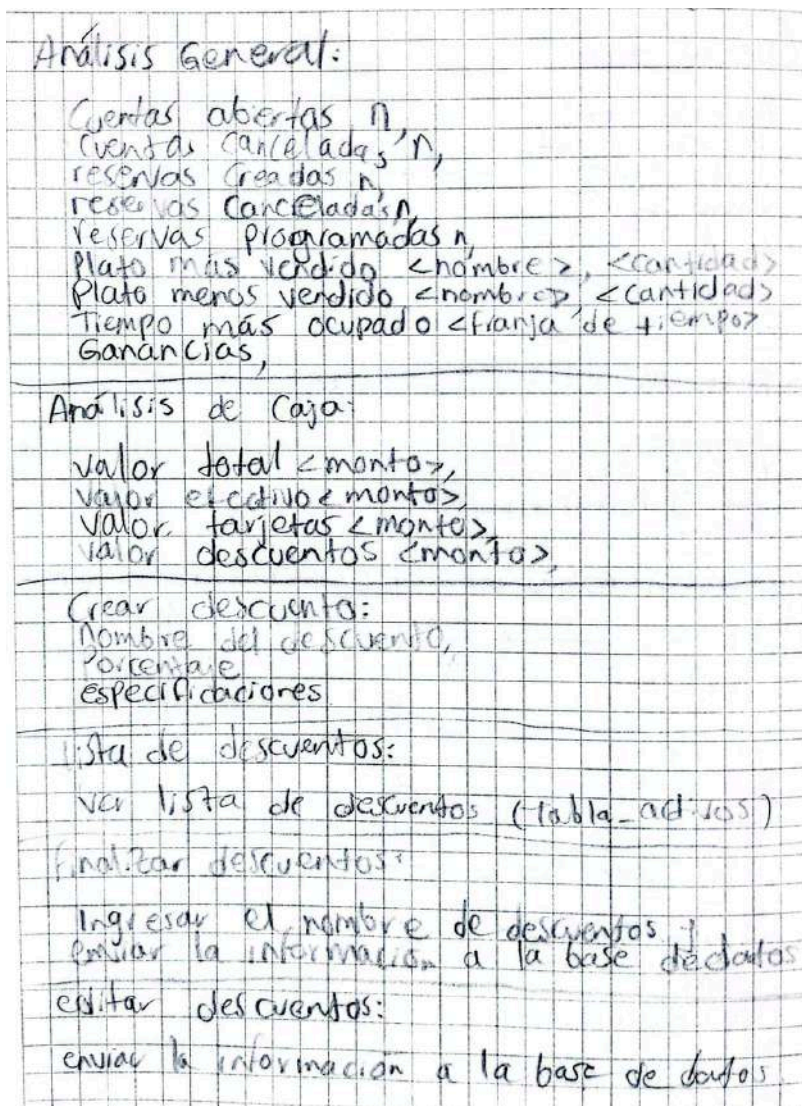 Análisis General:
Cuentas abiertas n,
Cuentas Canceladas n,
reservas Creadas n,
reservas Canceladas n,
reservas programadas n,
Plato más vendido <nombre>, <cantidad>
Plato menos vendido <nombre>, <cantidad>
Tiempo más ocupado <franja de tiempo>
Ganancias,
Análisis de Caja:
valor total <monto>,
valor efectivo <monto>,
valor tarjetas <monto>,
valor descuentos <monto>,
Crear descuento:
nombre del descuento,
Porcentaje
especificaciones
Lista de descuentos:
ver lista de descuentos (tabla_activos)
Finalizar descuentos:
Ingresar el nombre de descuentos y
enviar la información a la base de datos
editar descuentos:
enviar la información a la base de datos.